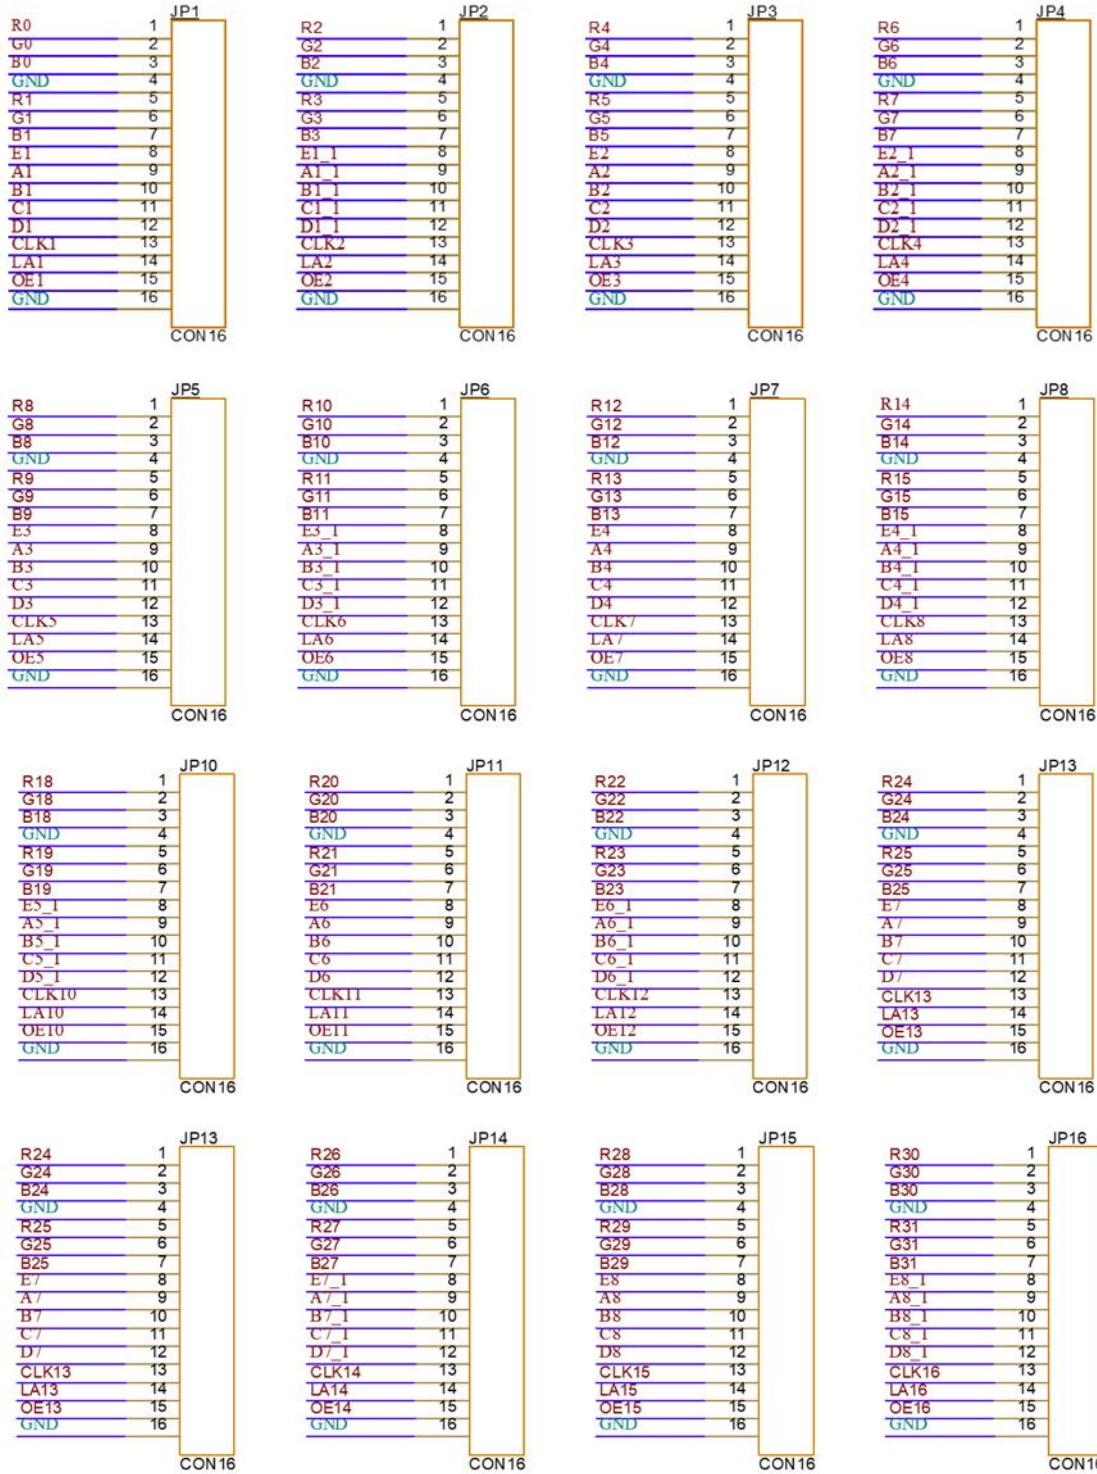 JP1
R0 1
G0 2
B0 3
GND 4
R1 5
G1 6
B1 7
E1 8
A1 9
B1 10
C1 11
D1 12
CLK1 13
LA1 14
OE1 15
GND 16
CON16
JP2
R2 1
G2 2
B2 3
GND 4
R3 5
G3 6
B3 7
E1_1 8
A1_1 9
B1_1 10
C1_1 11
D1_1 12
CLK2 13
LA2 14
OE2 15
GND 16
CON16
JP3
R4 1
G4 2
B4 3
GND 4
R5 5
G5 6
B5 7
E2 8
A2 9
B2 10
C2 11
D2 12
CLK3 13
LA3 14
OE3 15
GND 16
CON16
JP4
R6 1
G6 2
B6 3
GND 4
R7 5
G7 6
B7 7
E2_1 8
A2_1 9
B2_1 10
C2_1 11
D2_1 12
CLK4 13
LA4 14
OE4 15
GND 16
CON16
JP5
R8 1
G8 2
B8 3
GND 4
R9 5
G9 6
B9 7
E3 8
A3 9
B3 10
C3 11
D3 12
CLK5 13
LA5 14
OE5 15
GND 16
CON16
JP6
R10 1
G10 2
B10 3
GND 4
R11 5
G11 6
B11 7
E3_1 8
A3_1 9
B3_1 10
C3_1 11
D3_1 12
CLK6 13
LA6 14
OE6 15
GND 16
CON16
JP7
R12 1
G12 2
B12 3
GND 4
R13 5
G13 6
B13 7
E4 8
A4 9
B4 10
C4 11
D4 12
CLK7 13
LA7 14
OE7 15
GND 16
CON16
JP8
R14 1
G14 2
B14 3
GND 4
R15 5
G15 6
B15 7
E4_1 8
A4_1 9
B4_1 10
C4_1 11
D4_1 12
CLK8 13
LA8 14
OE8 15
GND 16
CON16
JP10
R18 1
G18 2
B18 3
GND 4
R19 5
G19 6
B19 7
E5_1 8
A5_1 9
B5_1 10
C5_1 11
D5_1 12
CLK10 13
LA10 14
OE10 15
GND 16
CON16
JP11
R20 1
G20 2
B20 3
GND 4
R21 5
G21 6
B21 7
E6 8
A6 9
B6 10
C6 11
D6 12
CLK11 13
LA11 14
OE11 15
GND 16
CON16
JP12
R22 1
G22 2
B22 3
GND 4
R23 5
G23 6
B23 7
E6_1 8
A6_1 9
B6_1 10
C6_1 11
D6_1 12
CLK12 13
LA12 14
OE12 15
GND 16
CON16
JP13
R24 1
G24 2
B24 3
GND 4
R25 5
G25 6
B25 7
E7 8
A7 9
B7 10
C7 11
D7 12
CLK13 13
LA13 14
OE13 15
GND 16
CON16
JP13
R24 1
G24 2
B24 3
GND 4
R25 5
G25 6
B25 7
E7 8
A7 9
B7 10
C7 11
D7 12
CLK13 13
LA13 14
OE13 15
GND 16
CON16
JP14
R26 1
G26 2
B26 3
GND 4
R27 5
G27 6
B27 7
E7_1 8
A7_1 9
B7_1 10
C7_1 11
D7_1 12
CLK14 13
LA14 14
OE14 15
GND 16
CON16
JP15
R28 1
G28 2
B28 3
GND 4
R29 5
G29 6
B29 7
E8 8
A8 9
B8 10
C8 11
D8 12
CLK15 13
LA15 14
OE15 15
GND 16
CON16
JP16
R30 1
G30 2
B30 3
GND 4
R31 5
G31 6
B31 7
E8_1 8
A8_1 9
B8_1 10
C8_1 11
D8_1 12
CLK16 13
LA16 14
OE16 15
GND 16
CON16